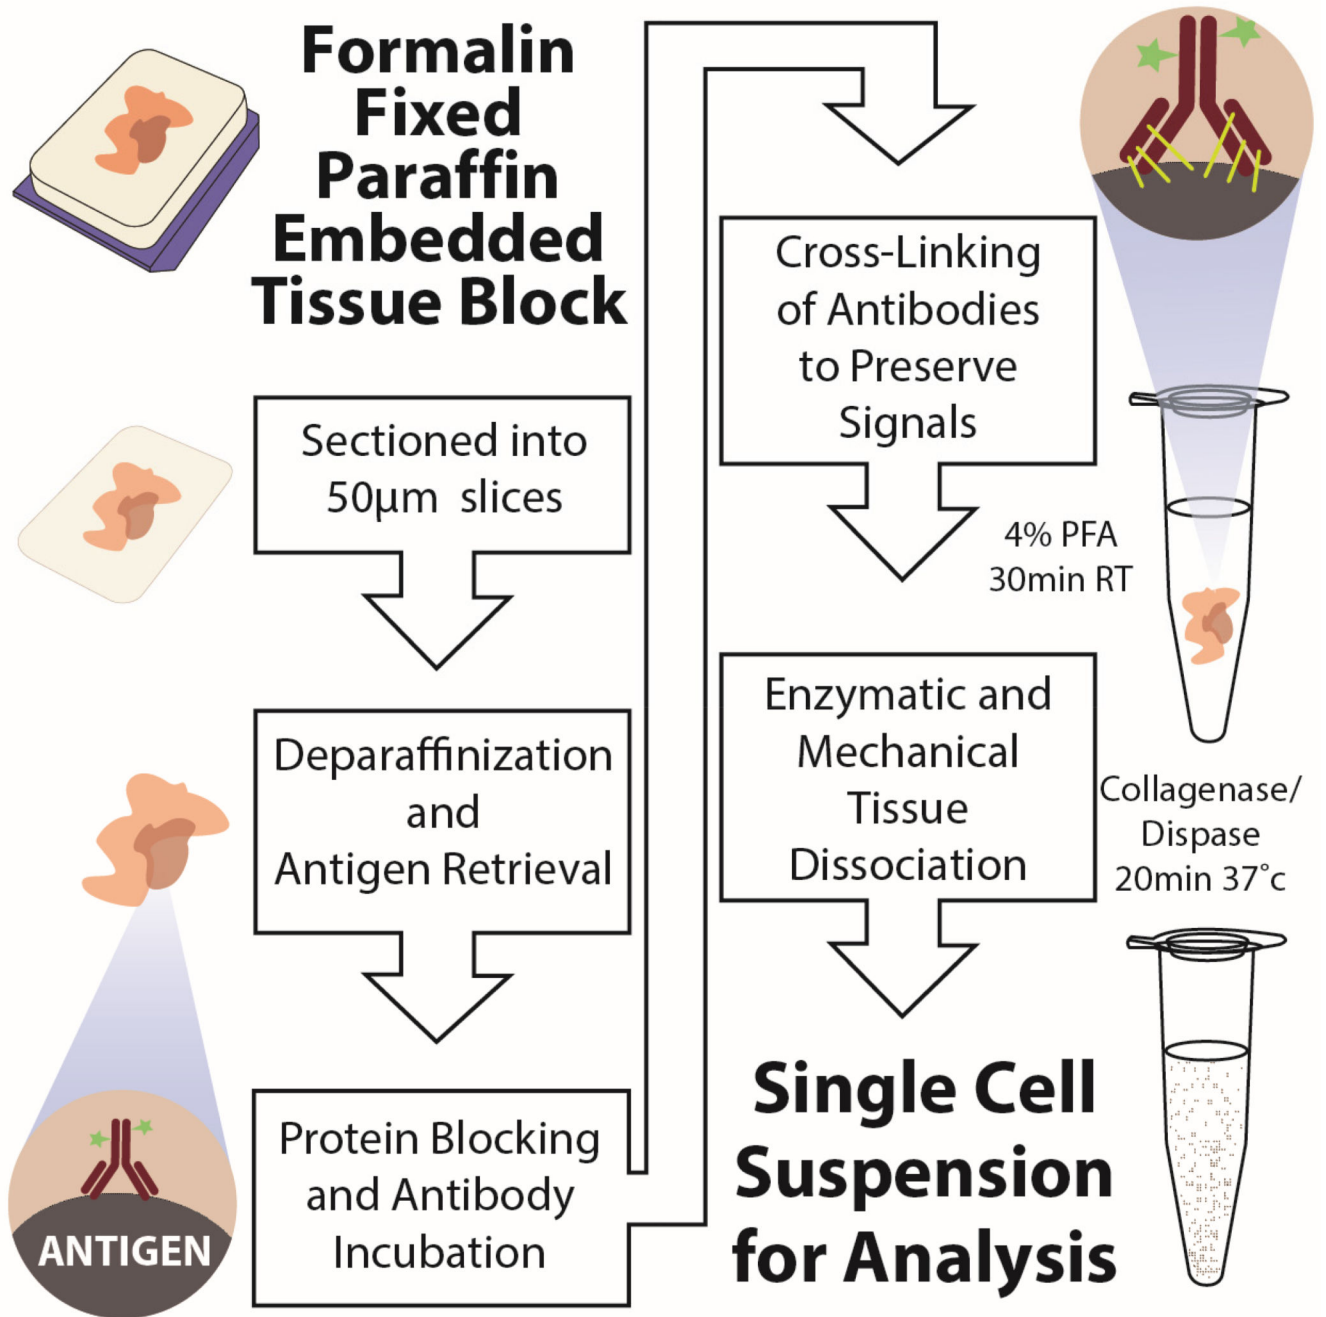 Formalin
Fixed
Paraffin
Embedded
Tissue Block
Sectioned into
50µm slices
Deparaffinization
and
Antigen Retrieval
Protein Blocking
and Antibody
Incubation
ANTIGEN
Cross-Linking
of Antibodies
to Preserve
Signals
4% PFA
30min RT
Enzymatic and
Mechanical
Tissue
Dissociation
Collagenase/
Dispase
20min 37˚c
Single Cell
Suspension
for Analysis